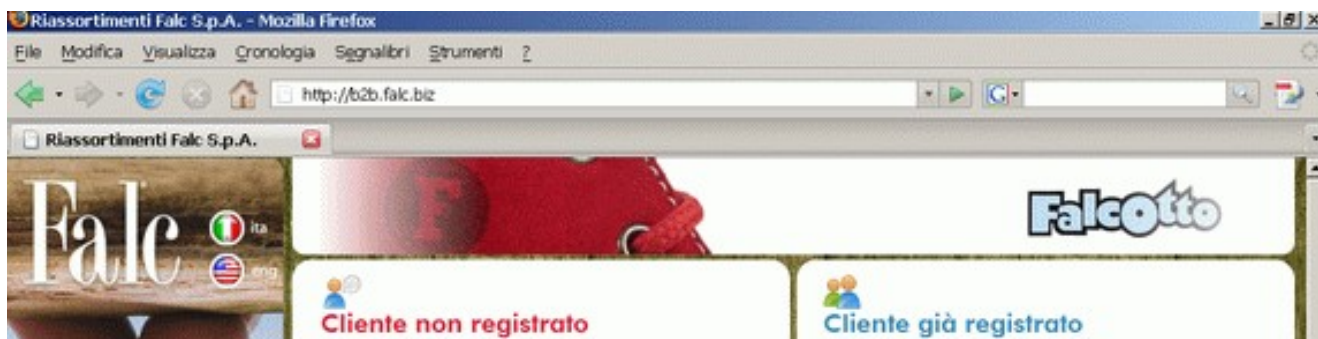 Riassortimenti Falc S.p.A. - Mozilla Firefox
File Modifica Visualizza Cronologia Segnalibri Strumenti ?
http://b2b.falc.biz
G
Riassortimenti Falc S.p.A.
Falc
ita
eng
F
Falcotto
Cliente non registrato
Cliente già registrato